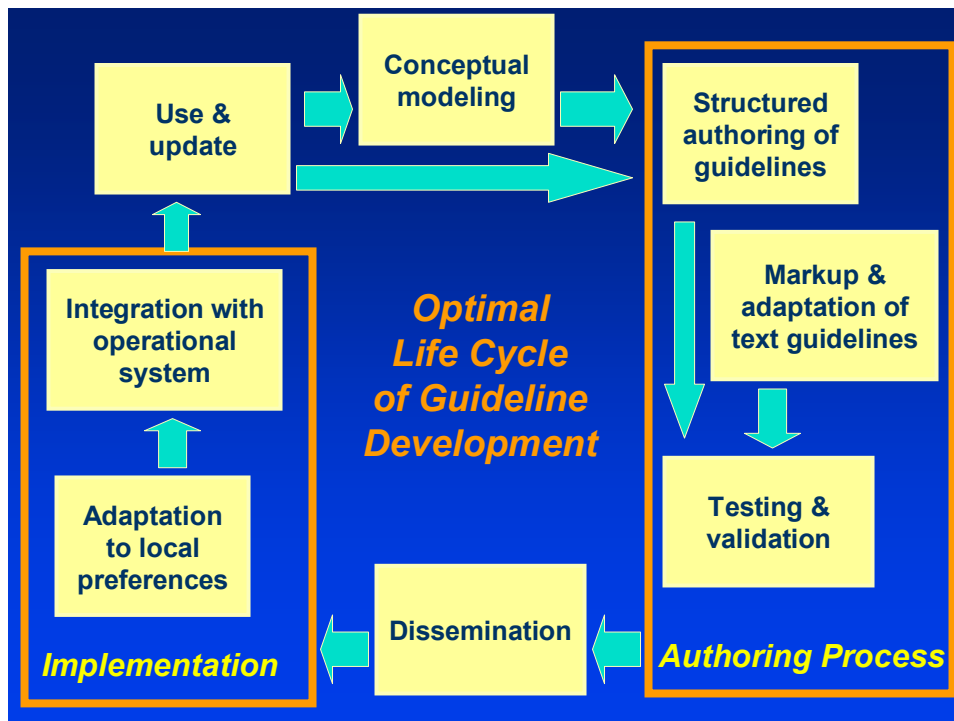 Use &
update
Conceptual
modeling
Structured
authoring of
guidelines
Markup &
adaptation of
text guidelines
Testing &
validation
Authoring Process
Dissemination
Adaptation
to local
preferences
Integration with
operational
system
Implementation
Optimal
Life Cycle
of Guideline
Development